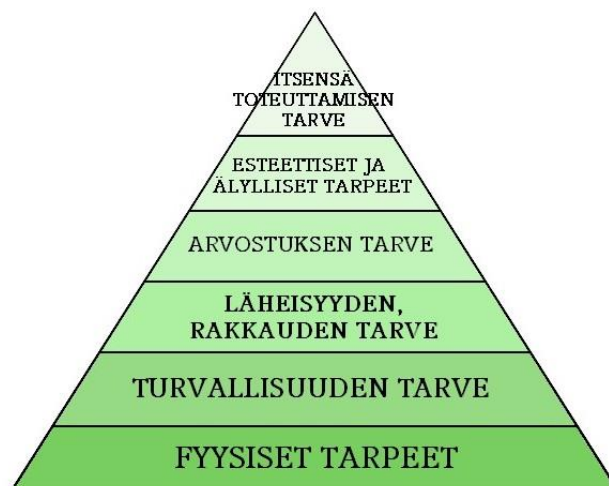 ITSENSÄ
TOTEUTTAMISEN
TARVE
ESTEETTISET JA
ÄLYLLISET TARPEET
ARVOSTUKSEN TARVE
LÄHEISYYDEN,
RAKKAUDEN TARVE
TURVALLISUUDEN TARVE
FYYSISET TARPEET